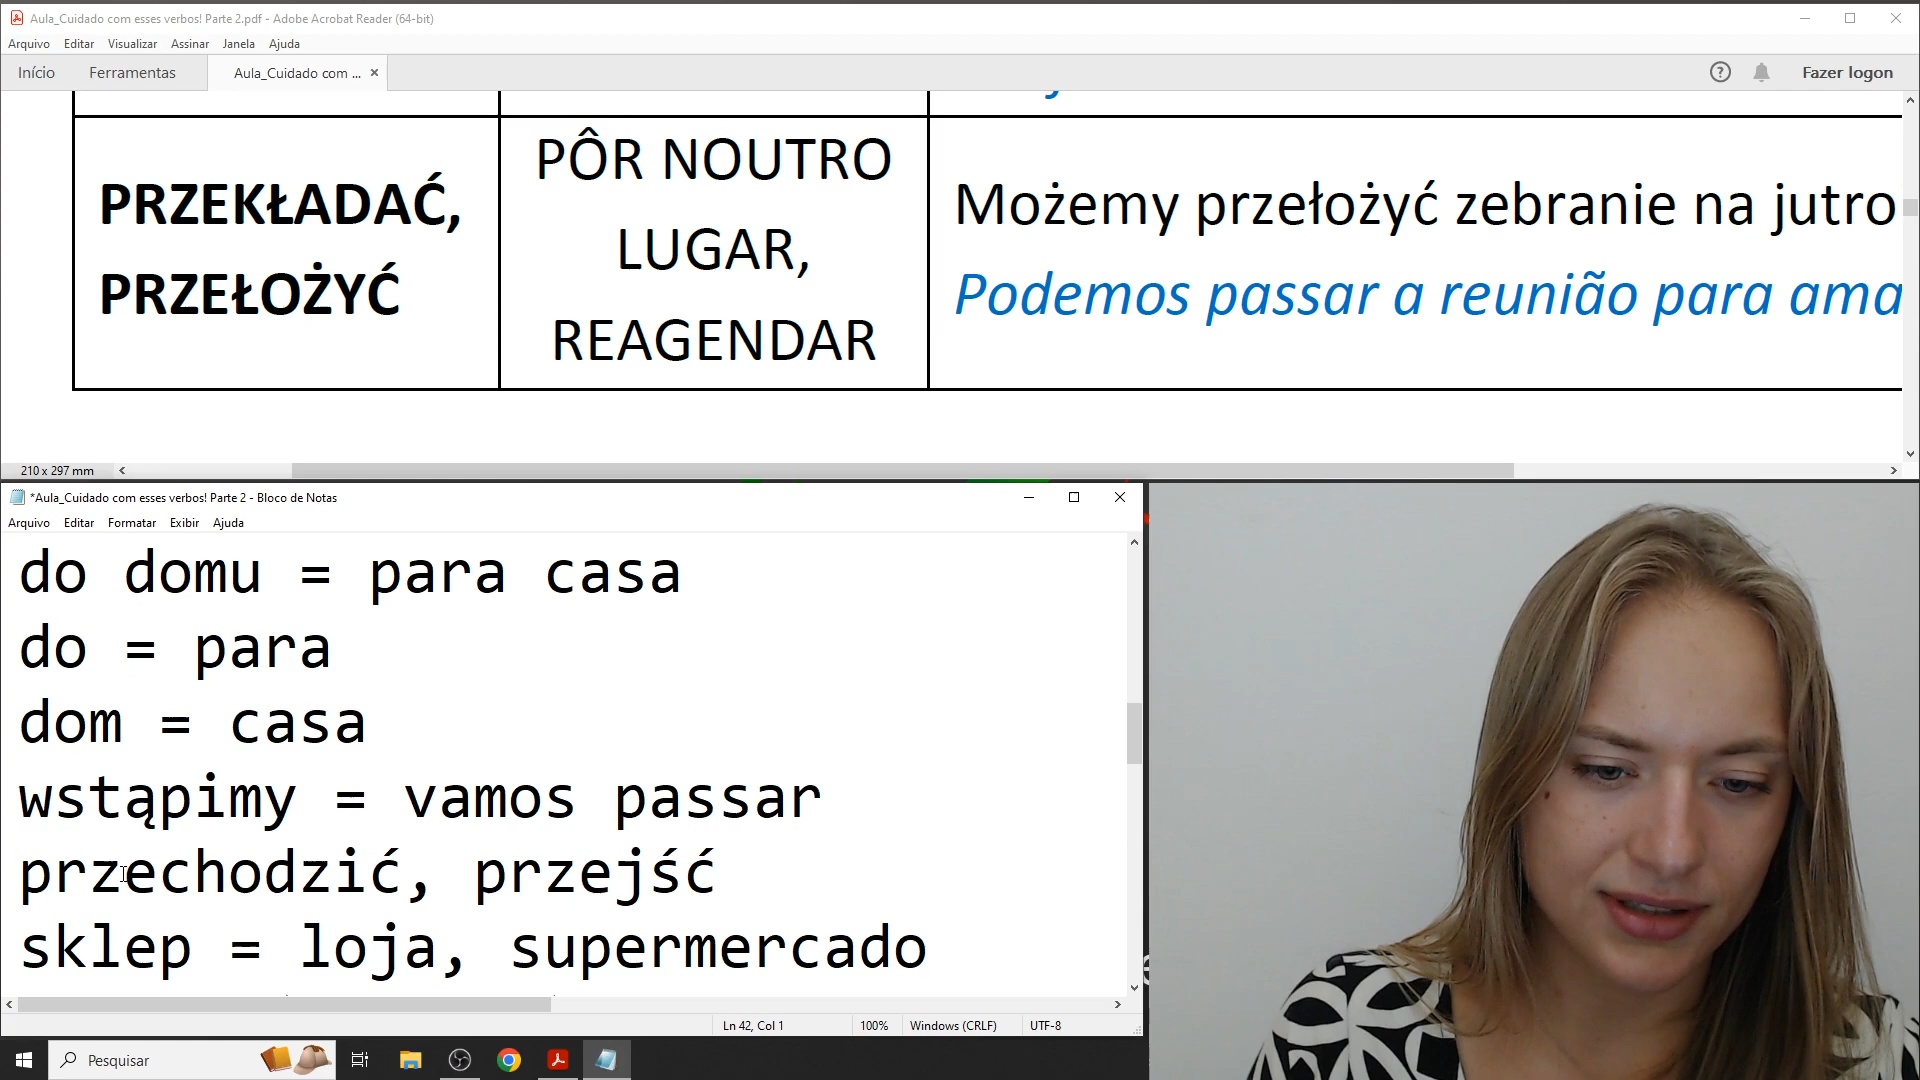 Aula_Cuidado com esses verbos! Parte 2.pdf - Adobe Acrobat Reader (64-bit)
Arquivo Editar Visualizar Assinar Janela Ajuda
Início Ferramentas Aula_Cuidado com ... × Fazer logon
PRZEKŁADAĆ,
PRZEŁOŻYĆ
PÔR NOUTRO
LUGAR,
REAGENDAR
Możemy przełożyć zebranie na jutro
Podemos passar a reunião para ama
210 x 297 mm
*Aula_Cuidado com esses verbos! Parte 2 - Bloco de Notas
Arquivo Editar Formatar Exibir Ajuda
do domu = para casa
do = para
dom = casa
wstąpimy = vamos passar
przechodzić, przejść
sklep = loja, supermercado
Ln 42, Col 1 100% Windows (CRLF) UTF-8
Pesquisar